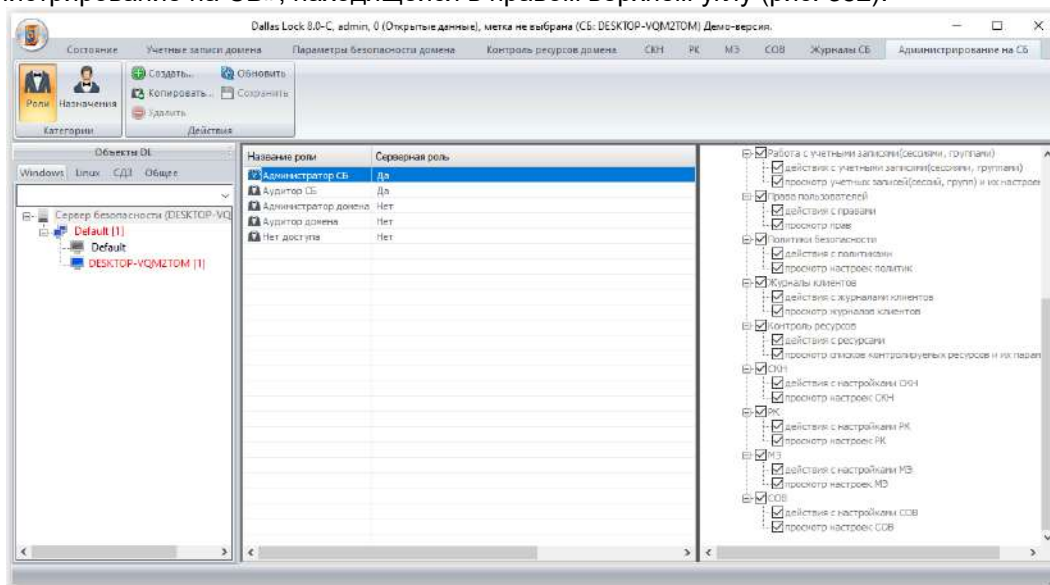 нистрирование на СБ», находящейся в правом верхнем углу (рис. 332).
Dallas Lock 8.0-C, admin, 0 (Открытые данные), метка не выбрана (СБ: DESKTOP-VQM2TOM) Демо-версия.
Состояние Учетные записи домена Параметры безопасности домена Контроль ресурсов домена СКН РК МЭ СОВ Журналы СБ Администрирование на СБ
Создать... Обновить
Роли Назначения Копировать... Сохранить
Удалить
Категории Действия
Объекты DL
Windows Linux СДЗ Общее
Сервер безопасности (DESKTOP-VQ
Default [1]
Default
DESKTOP-VQM2TOM [1]
Название роли Серверная роль
Администратор СБ Да
Аудитор СБ Да
Администратор домена Нет
Аудитор домена Нет
Нет доступа Нет
Работа с учетными записями(сессиями, группами)
действия с учетными записями(сессиями, группами)
просмотр учетных записей(сессий, групп) и их настроек
Права пользователей
действия с правами
просмотр прав
Политики безопасности
действия с политиками
просмотр настроек политик
Журналы клиентов
действия с журналами клиентов
просмотр журналов клиентов
Контроль ресурсов
действия с ресурсами
просмотр списков контролируемых ресурсов и их парам
СКН
действия с настройками СКН
просмотр настроек СКН
РК
действия с настройками РК
просмотр настроек РК
МЭ
действия с настройками МЭ
просмотр настроек МЭ
СОВ
действия с настройками СОВ
просмотр настроек СОВ